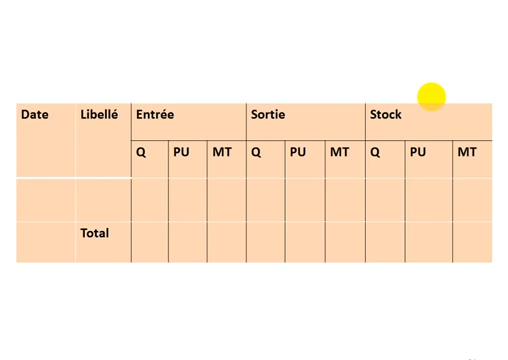 Date Libellé Entrée Sortie Stock
Q PU MT Q PU MT Q PU MT
Total